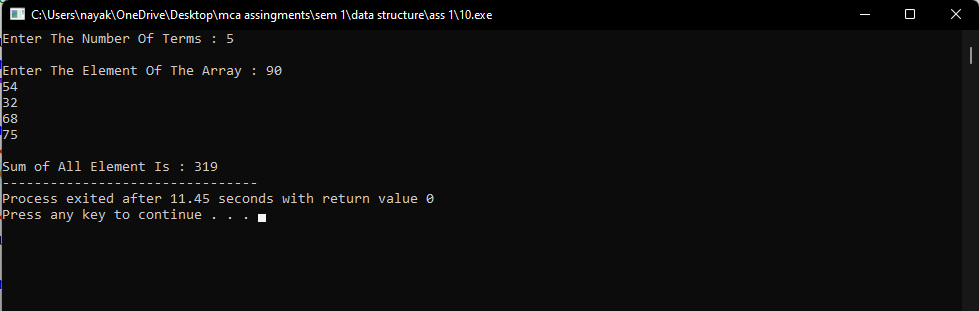 C:\Users\nayak\OneDrive\Desktop\mca assingments\sem 1\data structure\ass 1\10.exe
Enter The Number Of Terms : 5
Enter The Element Of The Array : 90
54
32
68
75
Sum of All Element Is : 319
--------------------------------
Process exited after 11.45 seconds with return value 0
Press any key to continue . . .